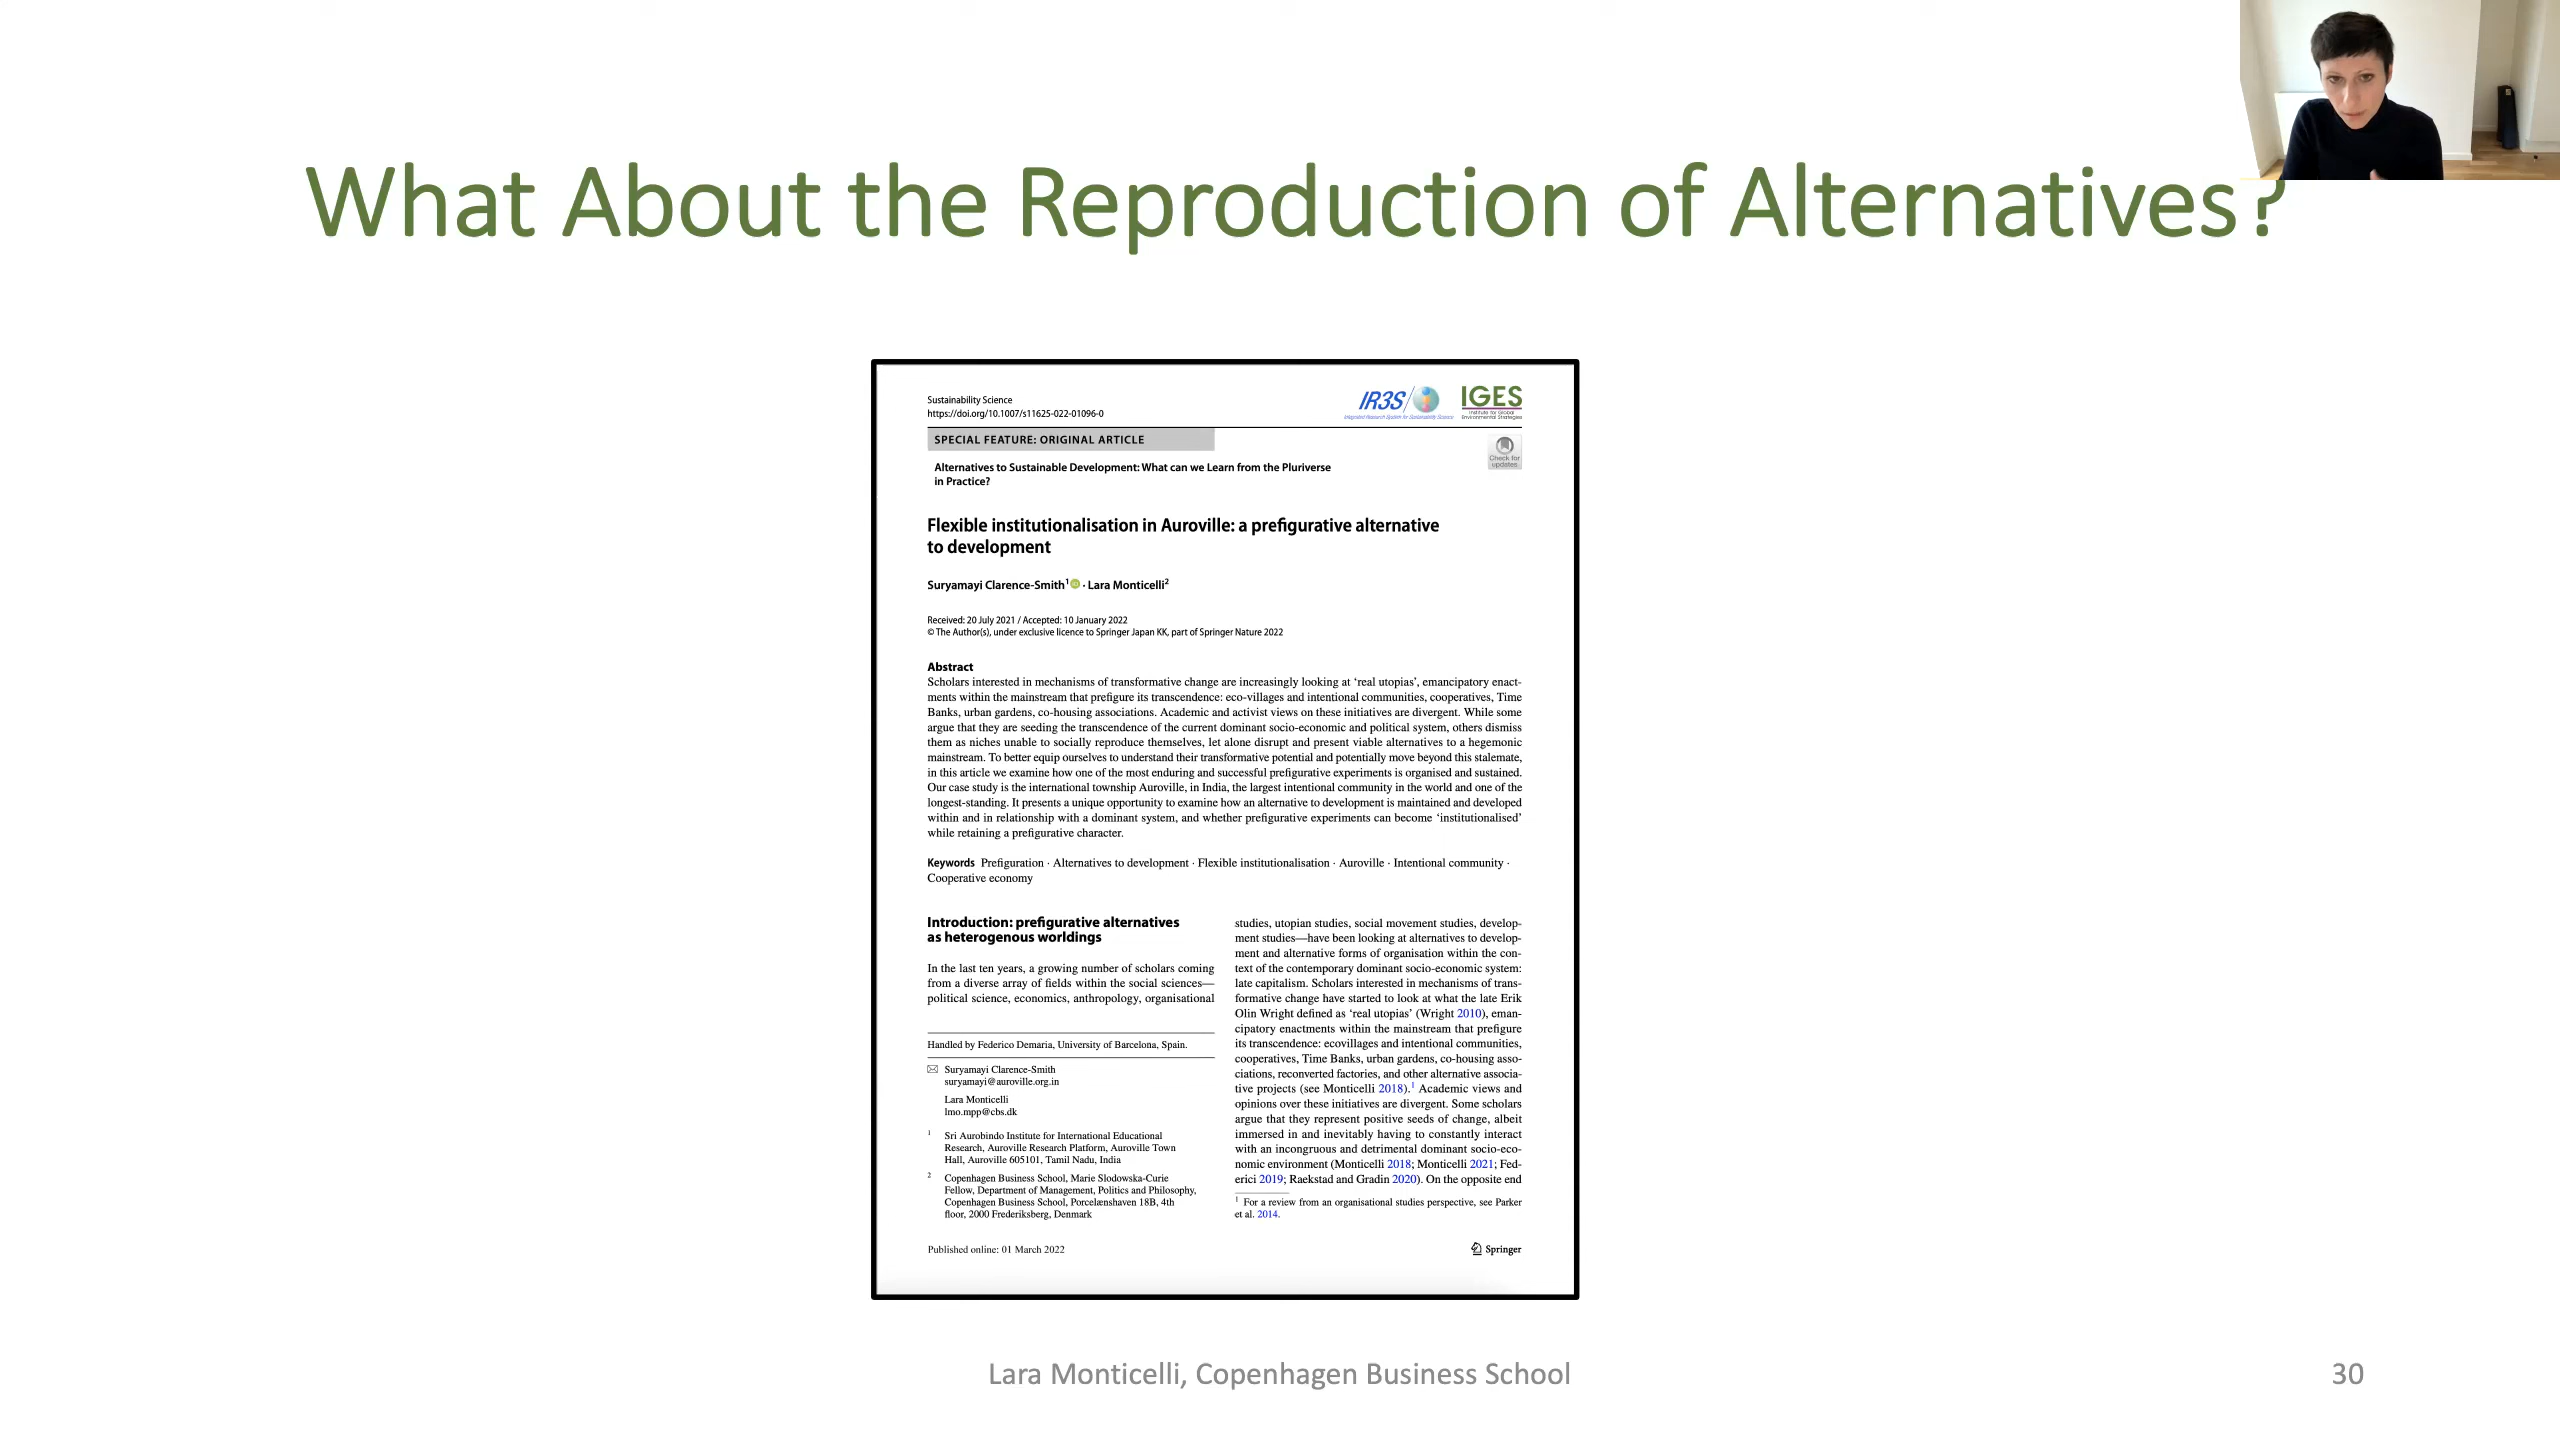 What About the Reproduction of Alternatives?
Sustainability Science
https://doi.org/10.1007/s11625-022-01096-0
IR3S
Integrated Research System for Sustainability Science
IGES
Institute for Global
Environmental Strategies
SPECIAL FEATURE: ORIGINAL ARTICLE
Check for
updates
Alternatives to Sustainable Development: What can we Learn from the Pluriverse
in Practice?
Flexible institutionalisation in Auroville: a prefigurative alternative
to development
Suryamayi Clarence-Smith¹ iD · Lara Monticelli²
Received: 20 July 2021 / Accepted: 10 January 2022
© The Author(s), under exclusive licence to Springer Japan KK, part of Springer Nature 2022
Abstract
Scholars interested in mechanisms of transformative change are increasingly looking at ‘real utopias’, emancipatory enact-
ments within the mainstream that prefigure its transcendence: eco-villages and intentional communities, cooperatives, Time
Banks, urban gardens, co-housing associations. Academic and activist views on these initiatives are divergent. While some
argue that they are seeding the transcendence of the current dominant socio-economic and political system, others dismiss
them as niches unable to socially reproduce themselves, let alone disrupt and present viable alternatives to a hegemonic
mainstream. To better equip ourselves to understand their transformative potential and potentially move beyond this stalemate,
in this article we examine how one of the most enduring and successful prefigurative experiments is organised and sustained.
Our case study is the international township Auroville, in India, the largest intentional community in the world and one of the
longest-standing. It presents a unique opportunity to examine how an alternative to development is maintained and developed
within and in relationship with a dominant system, and whether prefigurative experiments can become ‘institutionalised’
while retaining a prefigurative character.
Keywords Prefiguration · Alternatives to development · Flexible institutionalisation · Auroville · Intentional community ·
Cooperative economy
Introduction: prefigurative alternatives
as heterogenous worldings
In the last ten years, a growing number of scholars coming
from a diverse array of fields within the social sciences—
political science, economics, anthropology, organisational
Handled by Federico Demaria, University of Barcelona, Spain.
Suryamayi Clarence-Smith
suryamayi@auroville.org.in
Lara Monticelli
lmo.mpp@cbs.dk
1 Sri Aurobindo Institute for International Educational
Research, Auroville Research Platform, Auroville Town
Hall, Auroville 605101, Tamil Nadu, India
2 Copenhagen Business School, Marie Slodowska-Curie
Fellow, Department of Management, Politics and Philosophy,
Copenhagen Business School, Porcelænshaven 18B, 4th
floor, 2000 Frederiksberg, Denmark
studies, utopian studies, social movement studies, develop-
ment studies—have been looking at alternatives to develop-
ment and alternative forms of organisation within the con-
text of the contemporary dominant socio-economic system:
late capitalism. Scholars interested in mechanisms of trans-
formative change have started to look at what the late Erik
Olin Wright defined as ‘real utopias’ (Wright 2010), eman-
cipatory enactments within the mainstream that prefigure
its transcendence: ecovillages and intentional communities,
cooperatives, Time Banks, urban gardens, co-housing asso-
ciations, reconverted factories, and other alternative associa-
tive projects (see Monticelli 2018).¹ Academic views and
opinions over these initiatives are divergent. Some scholars
argue that they represent positive seeds of change, albeit
immersed in and inevitably having to constantly interact
with an incongruous and detrimental dominant socio-eco-
nomic environment (Monticelli 2018; Monticelli 2021; Fed-
erici 2019; Raekstad and Gradin 2020). On the opposite end
1 For a review from an organisational studies perspective, see Parker
et al. 2014.
Published online: 01 March 2022
Springer
Lara Monticelli, Copenhagen Business School
30